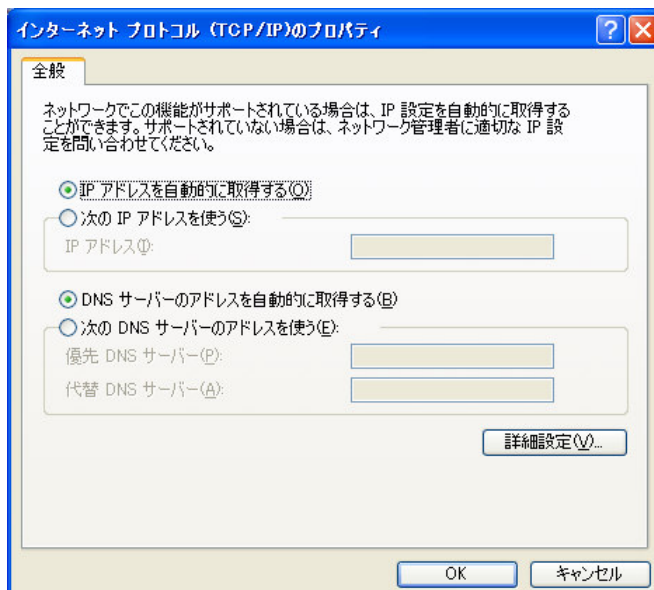 インターネット プロトコル (TCP/IP)のプロパティ
全般
ネットワークでこの機能がサポートされている場合は、IP 設定を自動的に取得する
ことができます。サポートされていない場合は、ネットワーク管理者に適切な IP 設
定を問い合わせてください。
IP アドレスを自動的に取得する(O)
次の IP アドレスを使う(S):
IP アドレス(I):
DNS サーバーのアドレスを自動的に取得する(B)
次の DNS サーバーのアドレスを使う(E):
優先 DNS サーバー(P):
代替 DNS サーバー(A):
詳細設定(V)...
OK
キャンセル